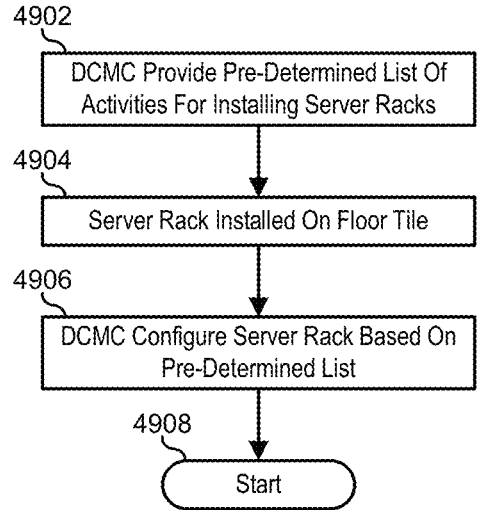 4902
DCMC Provide Pre-Determined List Of
Activities For Installing Server Racks
4904
Server Rack Installed On Floor Tile
4906
DCMC Configure Server Rack Based On
Pre-Determined List
4908
Start